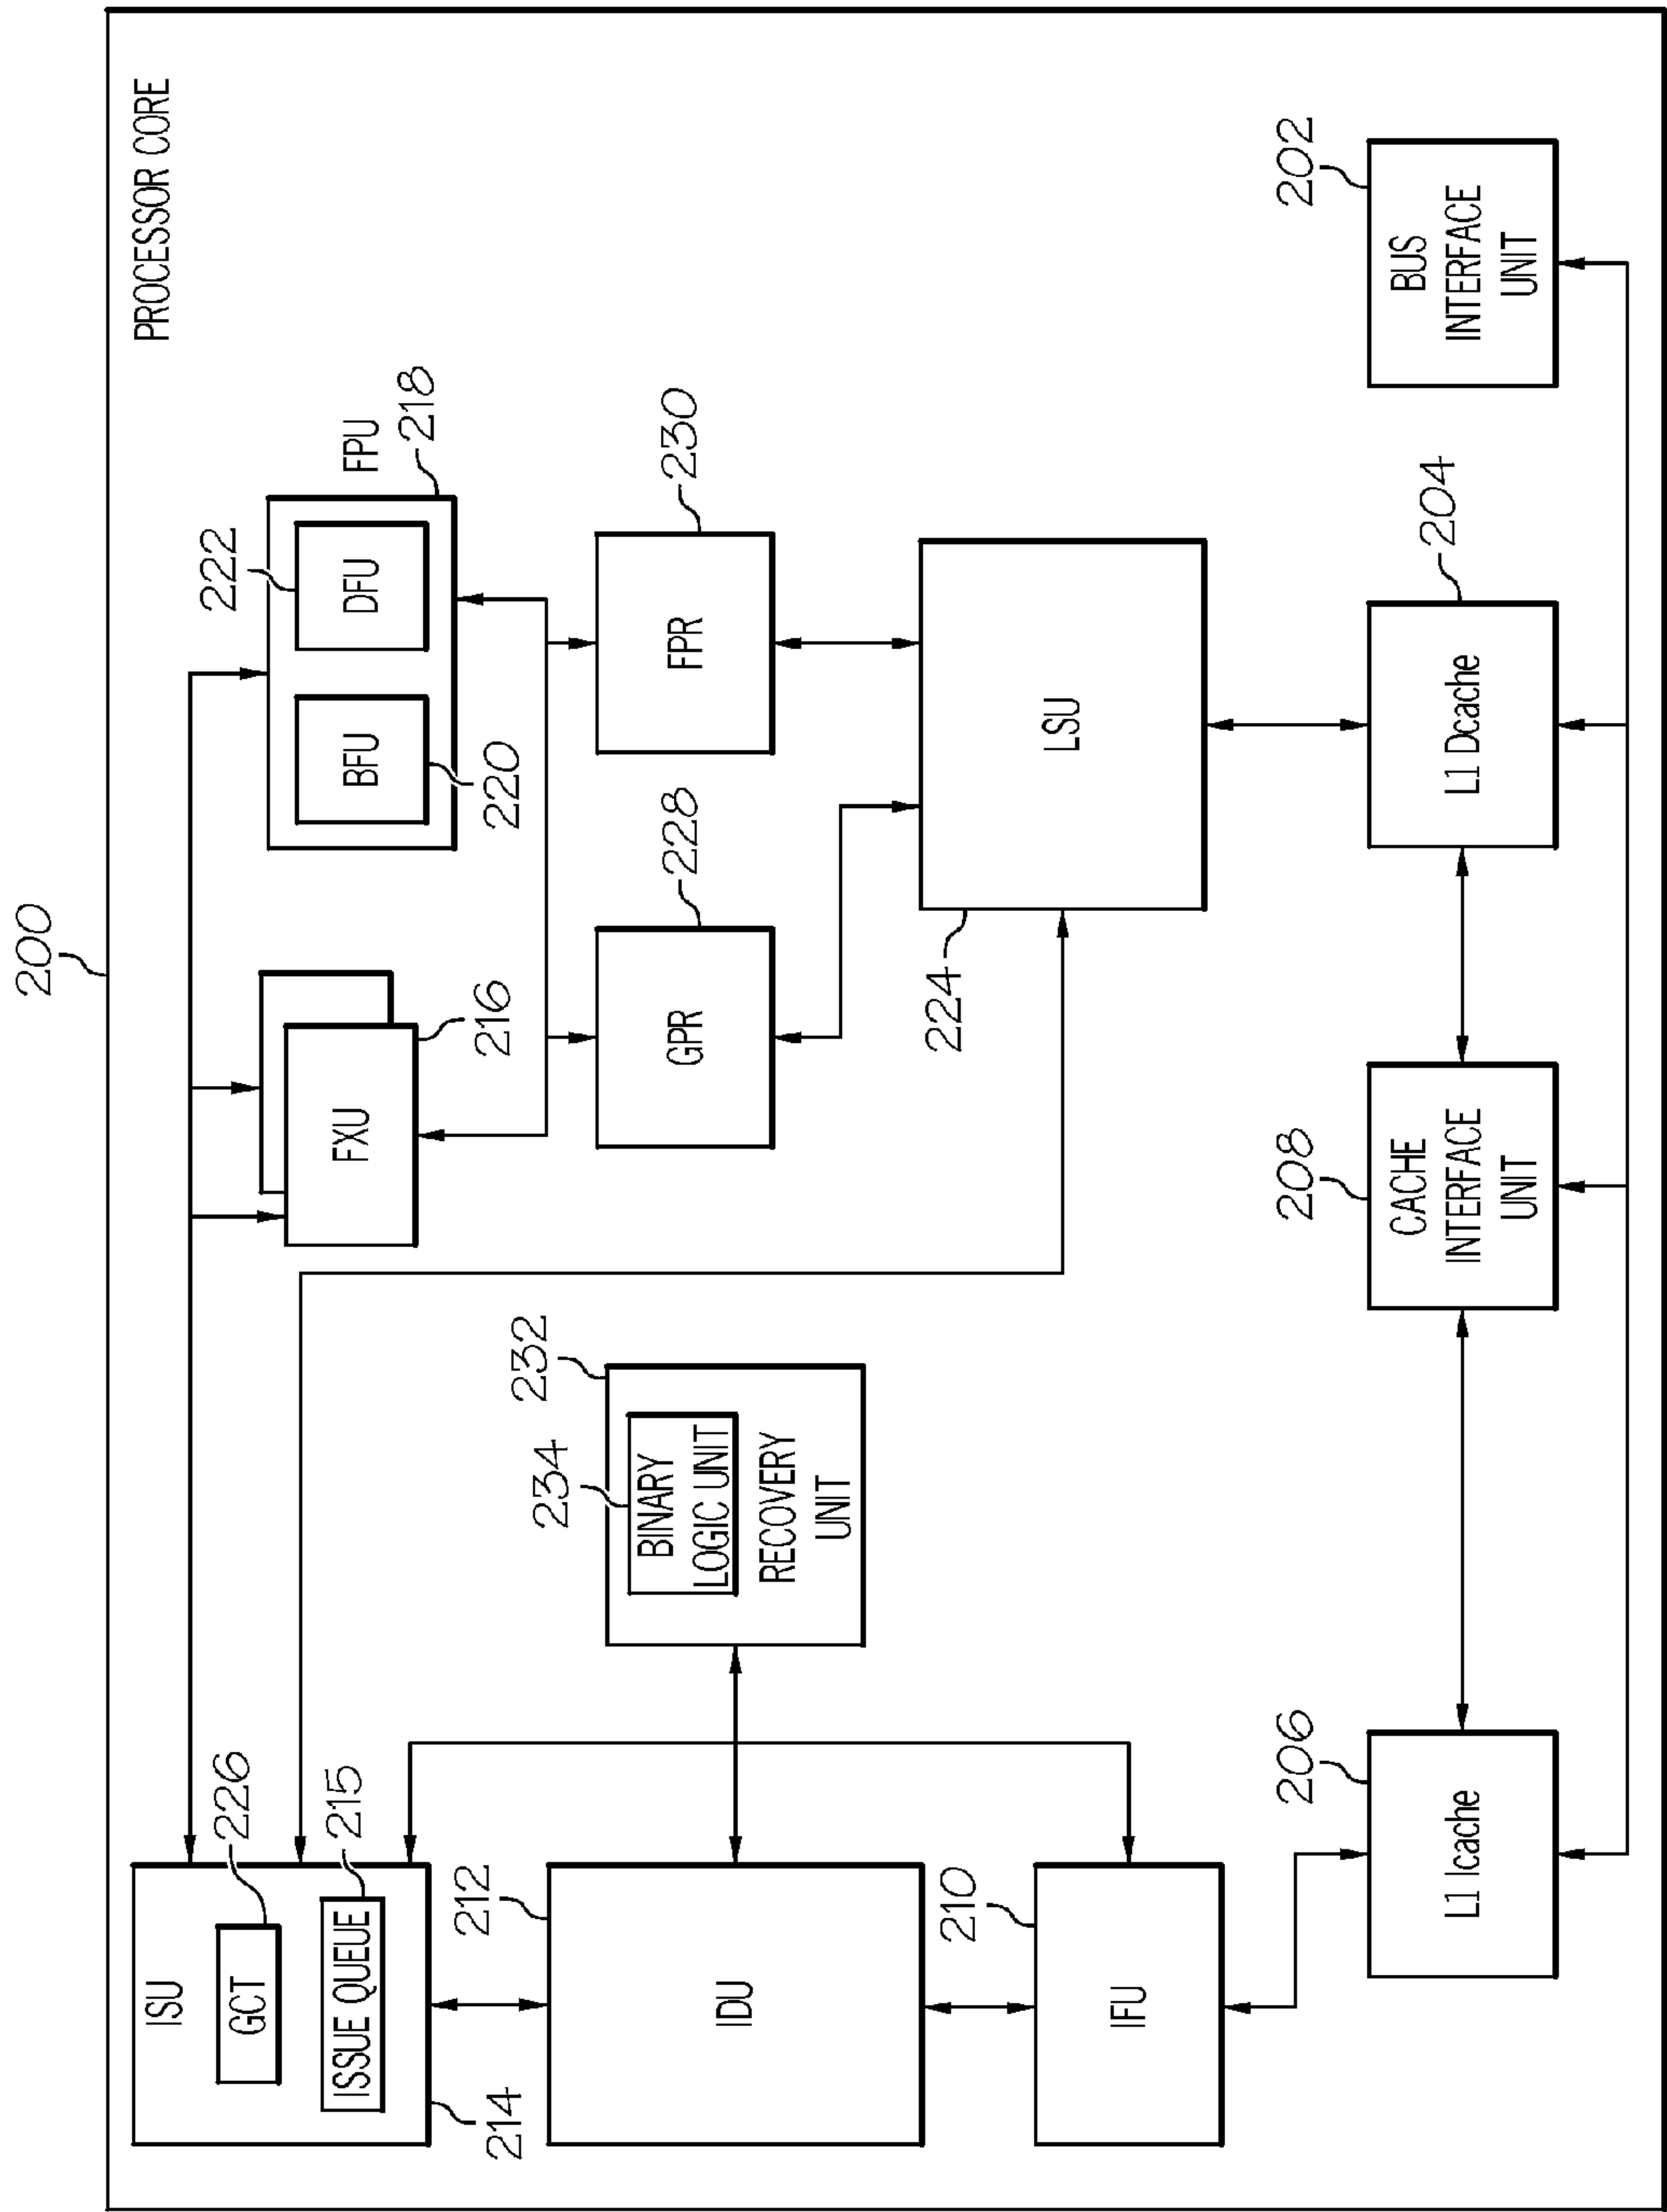 200
PROCESSOR CORE
ISU
GCT
226
ISSUE QUEUE
215
214
FXU
216
FPU
218
BFU
220
DFU
222
212
IDU
234
BINARY
LOGIC UNIT
RECOVERY
UNIT
232
GPR
228
FPR
230
210
IFU
LSU
224
206
L1 Icache
208
CACHE
INTERFACE
UNIT
L1 Dcache
204
202
BUS
INTERFACE
UNIT